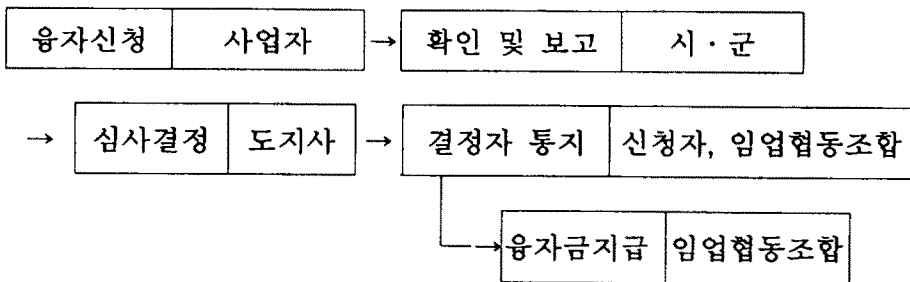 융자신청 사업자 → 확인 및 보고 시·군
→ 심사결정 도지사 → 결정자 통지 신청자, 임업협동조합
→ 융자금지급 임업협동조합